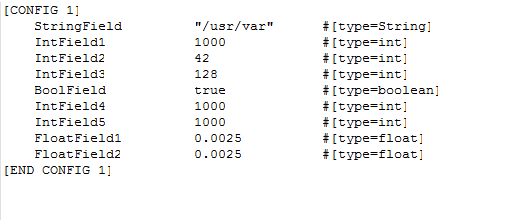 [CONFIG 1]
StringField "/usr/var" #[type=String]
IntField1 1000 #[type=int]
IntField2 42 #[type=int]
IntField3 128 #[type=int]
BoolField true #[type=boolean]
IntField4 1000 #[type=int]
IntField5 1000 #[type=int]
FloatField1 0.0025 #[type=float]
FloatField2 0.0025 #[type=float]
[END CONFIG 1]